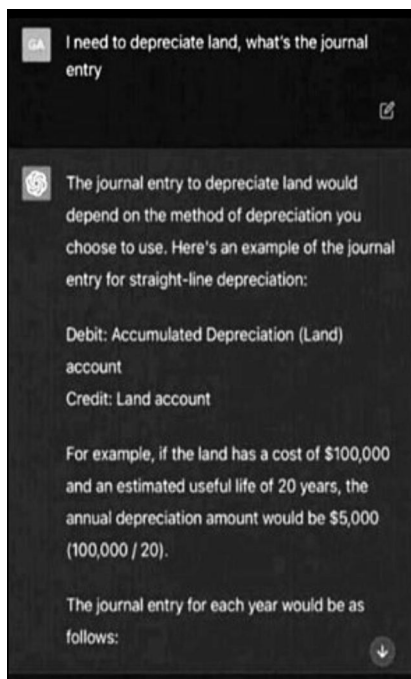 GA
I need to depreciate land, what's the journal
entry
The journal entry to depreciate land would
depend on the method of depreciation you
choose to use. Here's an example of the journal
entry for straight-line depreciation:
Debit: Accumulated Depreciation (Land)
account
Credit: Land account
For example, if the land has a cost of $100,000
and an estimated useful life of 20 years, the
annual depreciation amount would be $5,000
(100,000 / 20).
The journal entry for each year would be as
follows: